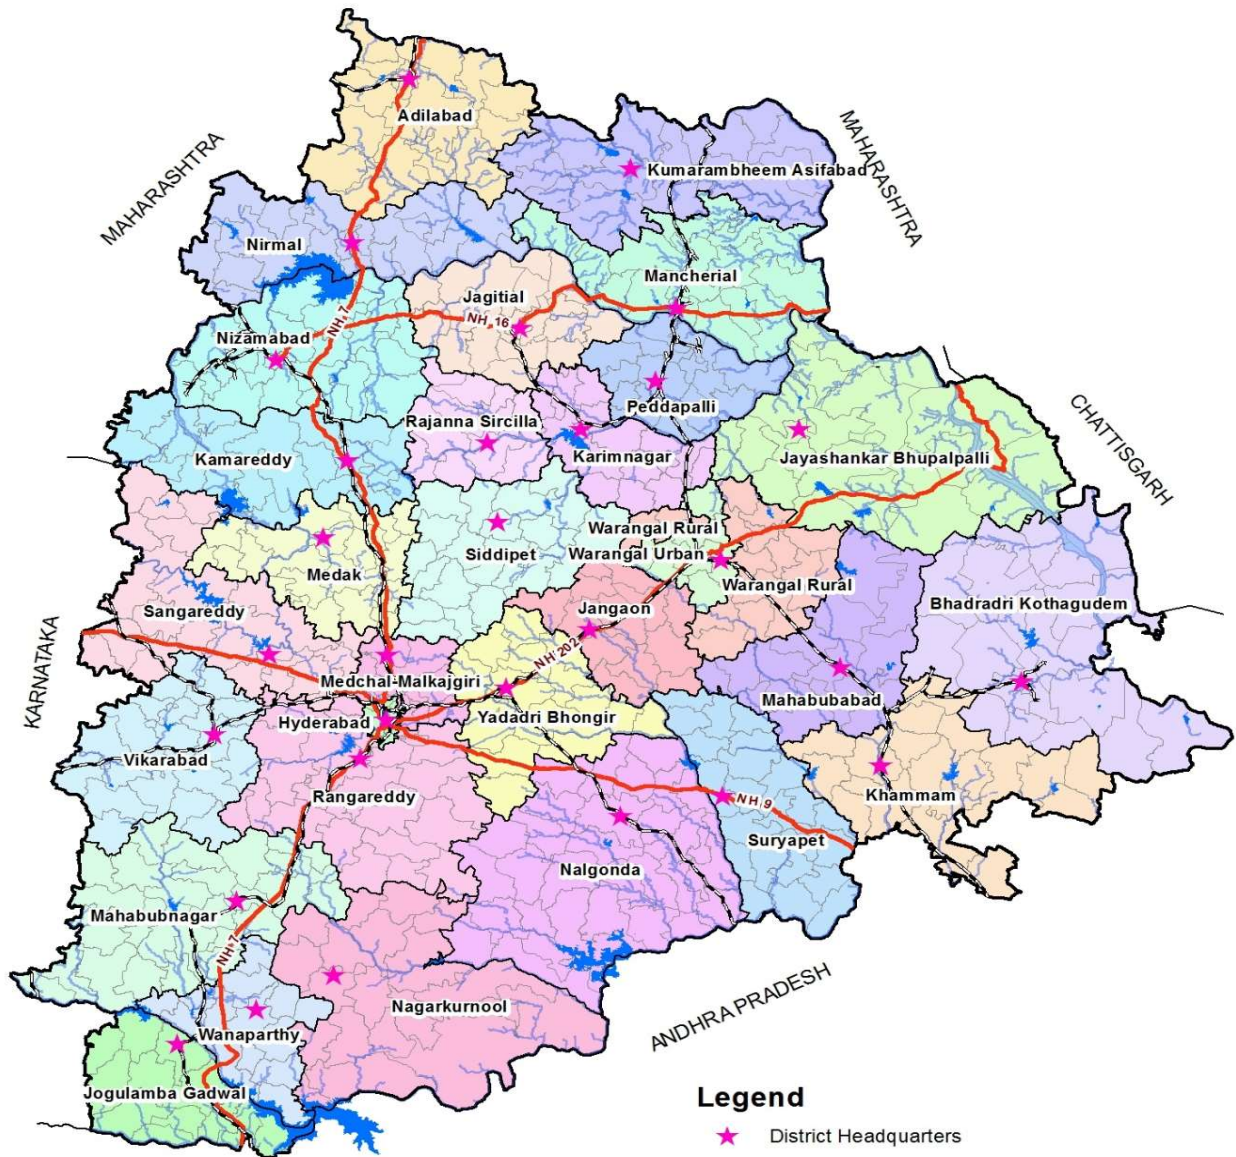 Adilabad
MAHARASHTRA
MAHARASHTRA
Kumarambheem Asifabad
Nirmal
Mancherial
Jagitial
NH 7
NH 16
Nizamabad
Peddapalli
Rajanna Sircilla
CHATTISGARH
Kamareddy
Karimnagar
Jayashankar Bhupalpalli
Warangal Rural
Siddipet
Warangal Urban
Medak
Warangal Rural
Sangareddy
Jangaon
Bhadradri Kothagudem
KARNATAKA
NH 202
Medchal-Malkajgiri
Mahabubabad
Hyderabad
Yadadri Bhongir
Vikarabad
Rangareddy
Khammam
NH 9
Suryapet
Nalgonda
Mahabubnagar
NH 7
Nagarkurnool
ANDHRA PRADESH
Wanaparthy
Jogulamba Gadwal
Legend
District Headquarters